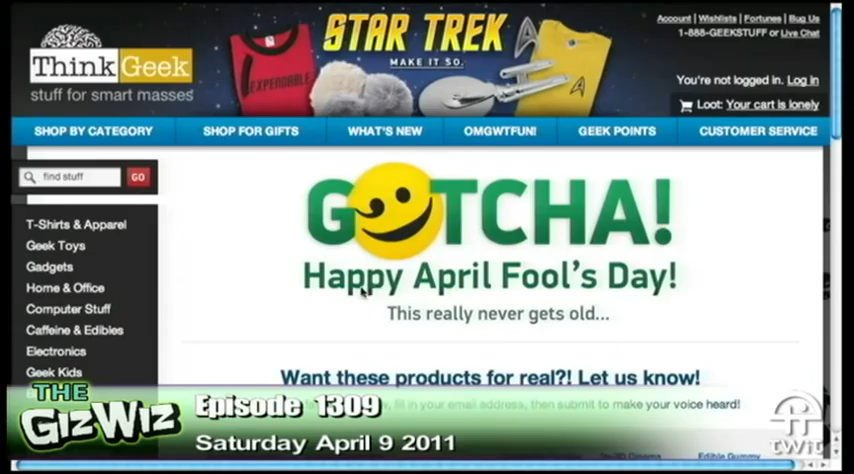 STAR TREK
MAKE IT SO.
EXPENDABLE
Account | Wishlists | Fortunes | Bug Us
1-888-GEEKSTUFF or Live Chat
ThinkGeek
stuff for smart masses
You're not logged in. Log in
Loot: Your cart is lonely
SHOP BY CATEGORY SHOP FOR GIFTS WHAT'S NEW OMGWTFUN! GEEK POINTS CUSTOMER SERVICE
find stuff GO
GOTCHA!
Happy April Fool's Day!
This really never gets old...
T-Shirts & Apparel
Geek Toys
Gadgets
Home & Office
Computer Stuff
Caffeine & Edibles
Electronics
Geek Kids
Want these products for real?! Let us know!
fill in your email address, then submit to make your voice heard!
THE
GIZWIZ
Episode 1309
Saturday April 9 2011
Edible Gummy
twit